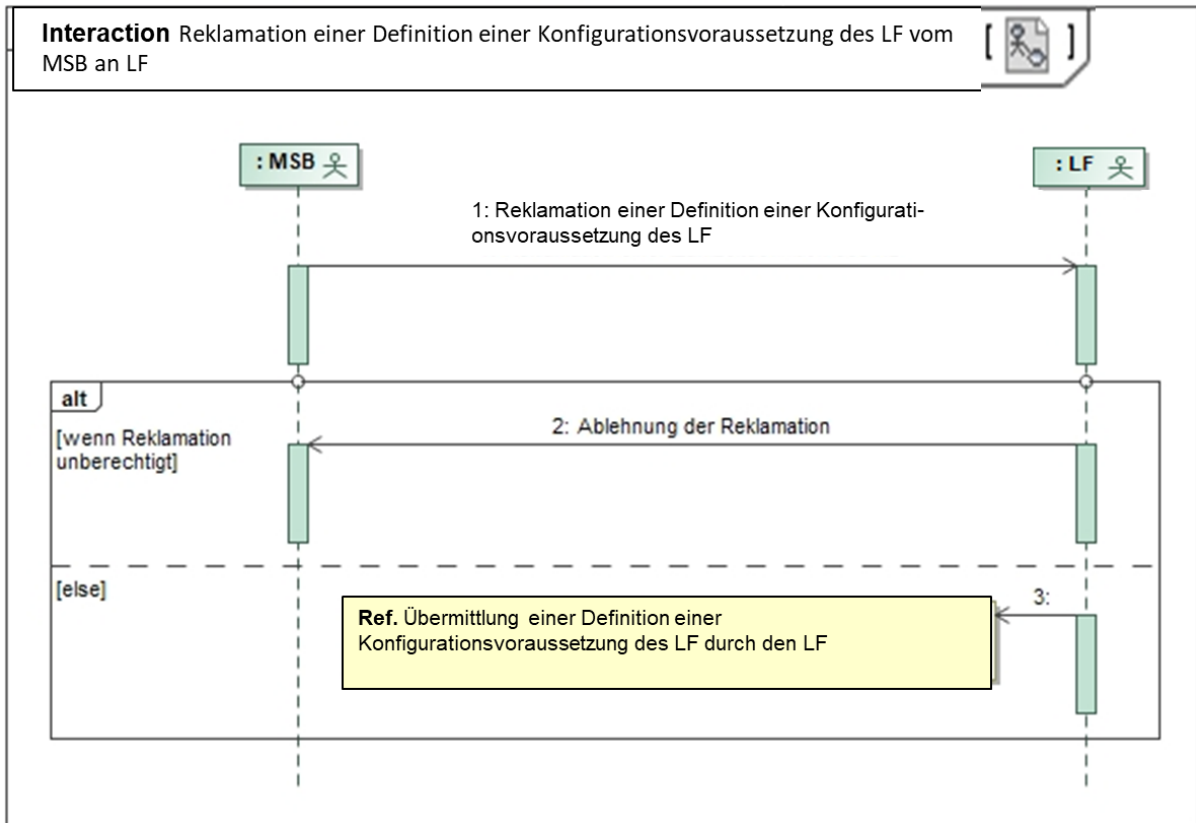 Interaction Reklamation einer Definition einer Konfigurationsvoraussetzung des LF vom
MSB an LF
[ ]
: MSB
: LF
1: Reklamation einer Definition einer Konfigurati-
onsvoraussetzung des LF
alt
[wenn Reklamation
unberechtigt]
2: Ablehnung der Reklamation
[else]
3:
Ref. Übermittlung einer Definition einer
Konfigurationsvoraussetzung des LF durch den LF